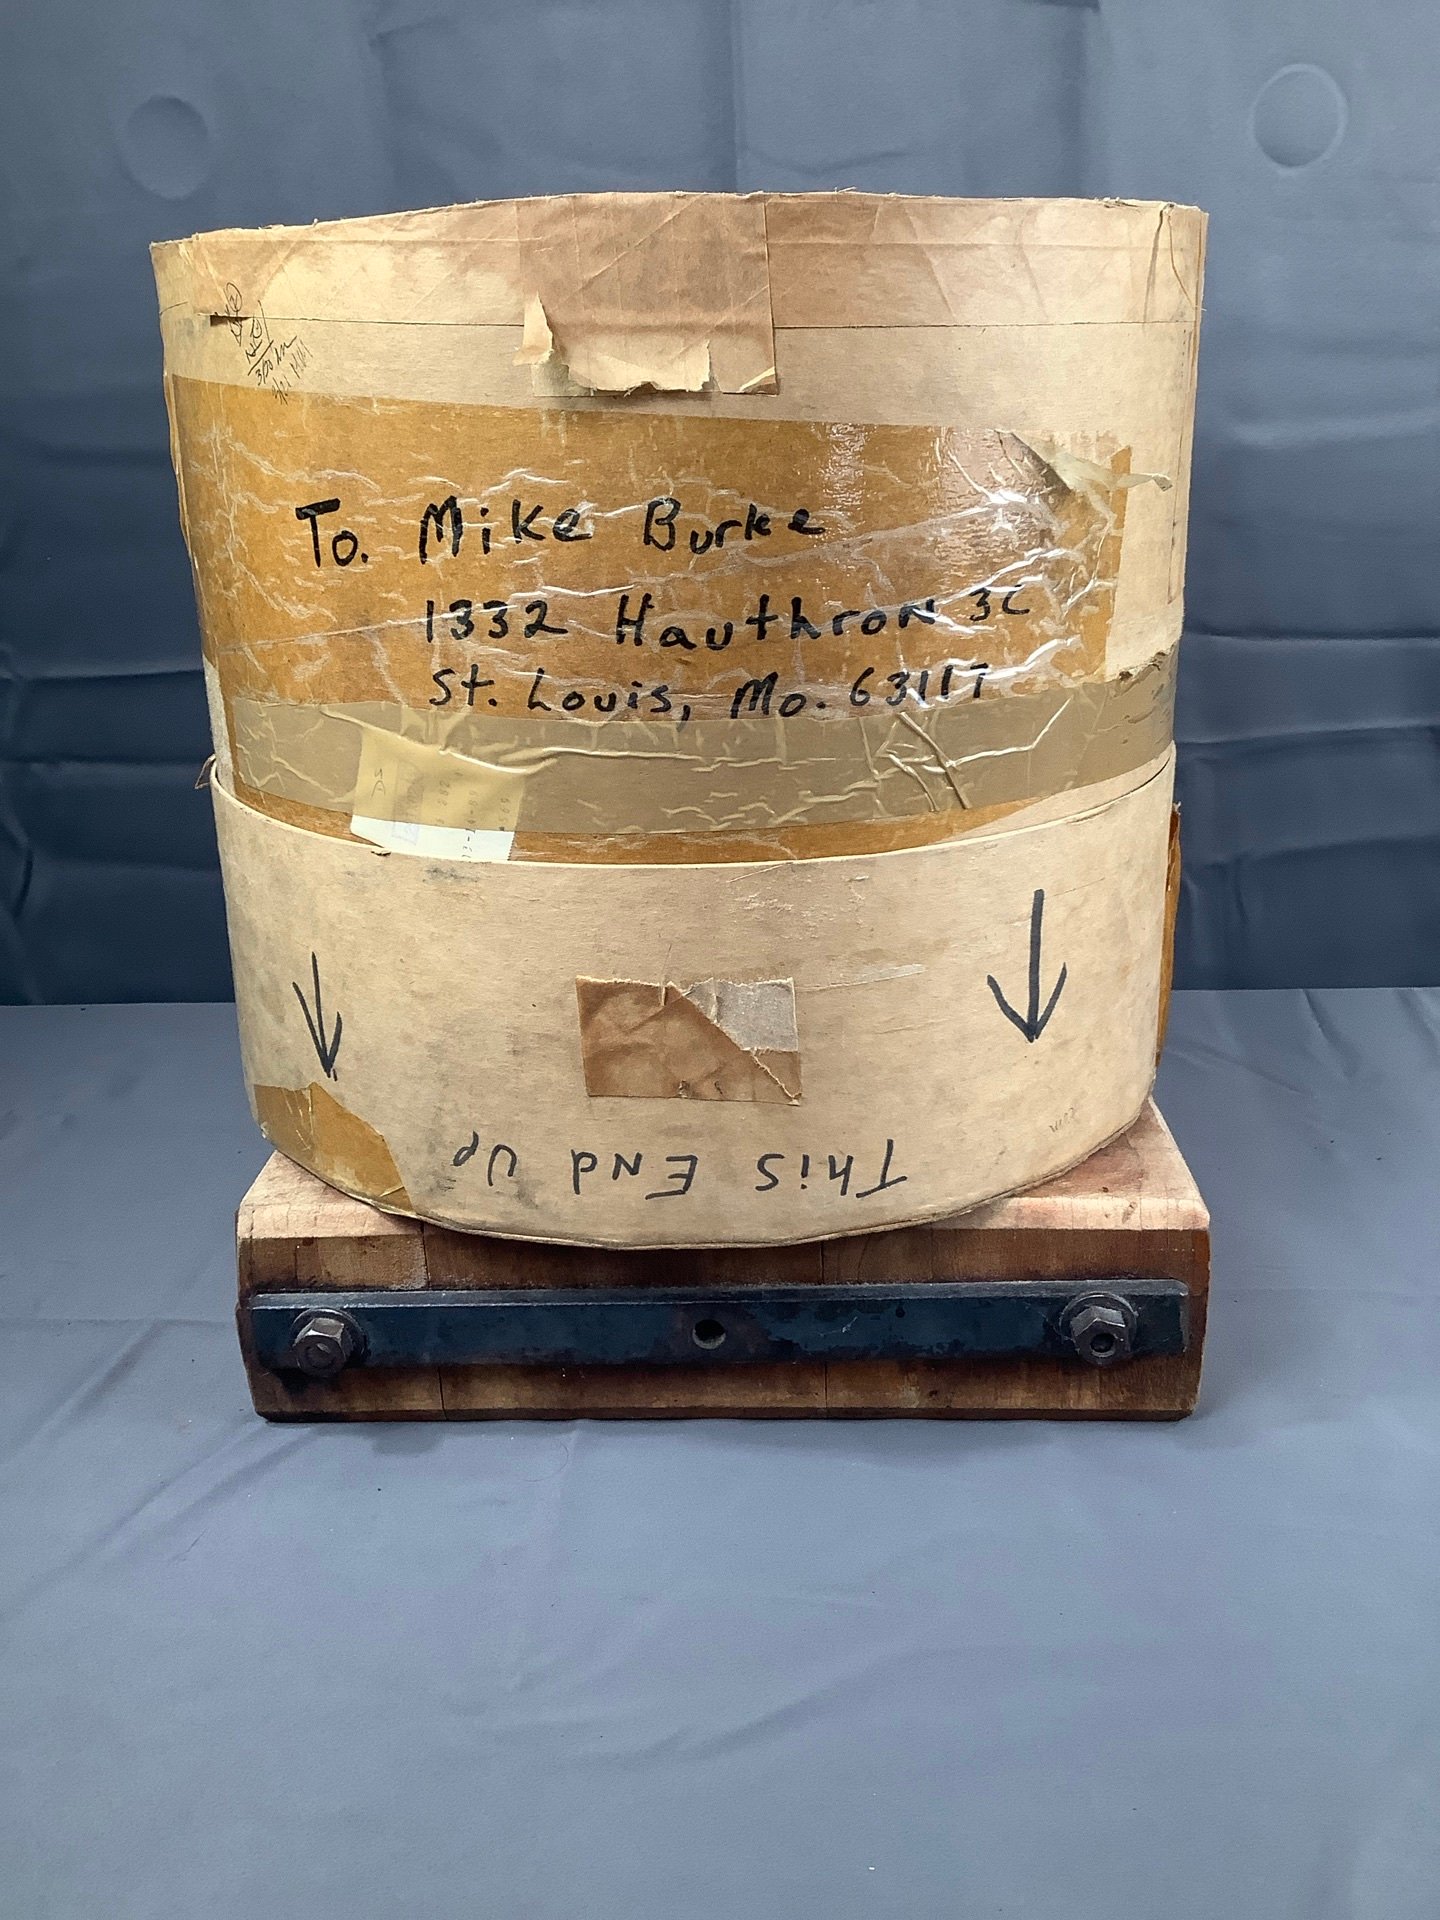 To. Mike Burke
1332 Hauthron 3C
St. Louis, Mo. 63117
This End Up